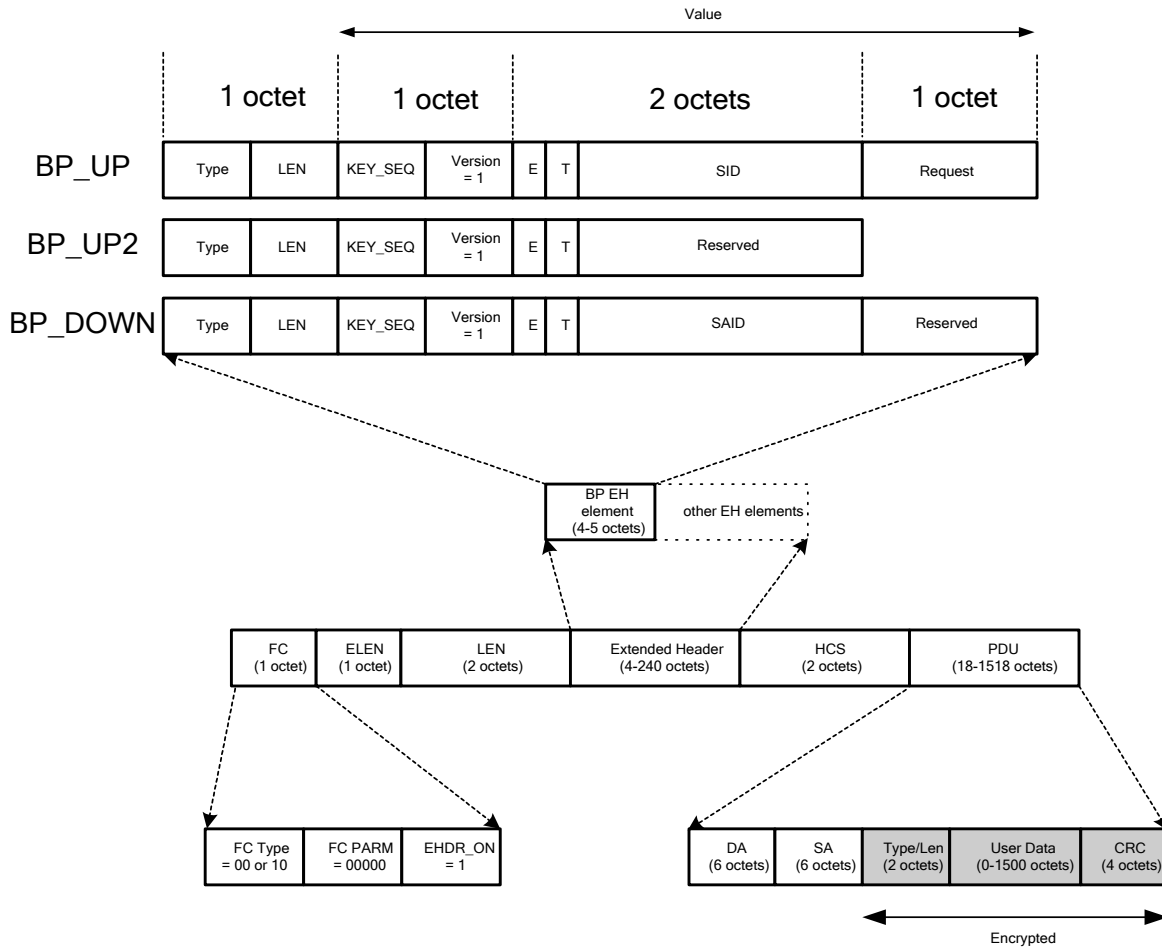 Value
1 octet 1 octet 2 octets 1 octet
BP_UP Type LEN KEY_SEQ Version = 1 E T SID Request
BP_UP2 Type LEN KEY_SEQ Version = 1 E T Reserved
BP_DOWN Type LEN KEY_SEQ Version = 1 E T SAID Reserved
BP EH
element
(4-5 octets)
other EH elements
FC
(1 octet)
ELEN
(1 octet)
LEN
(2 octets)
Extended Header
(4-240 octets)
HCS
(2 octets)
PDU
(18-1518 octets)
FC Type
= 00 or 10
FC PARM
= 00000
EHDR_ON
= 1
DA
(6 octets)
SA
(6 octets)
Type/Len
(2 octets)
User Data
(0-1500 octets)
CRC
(4 octets)
Encrypted